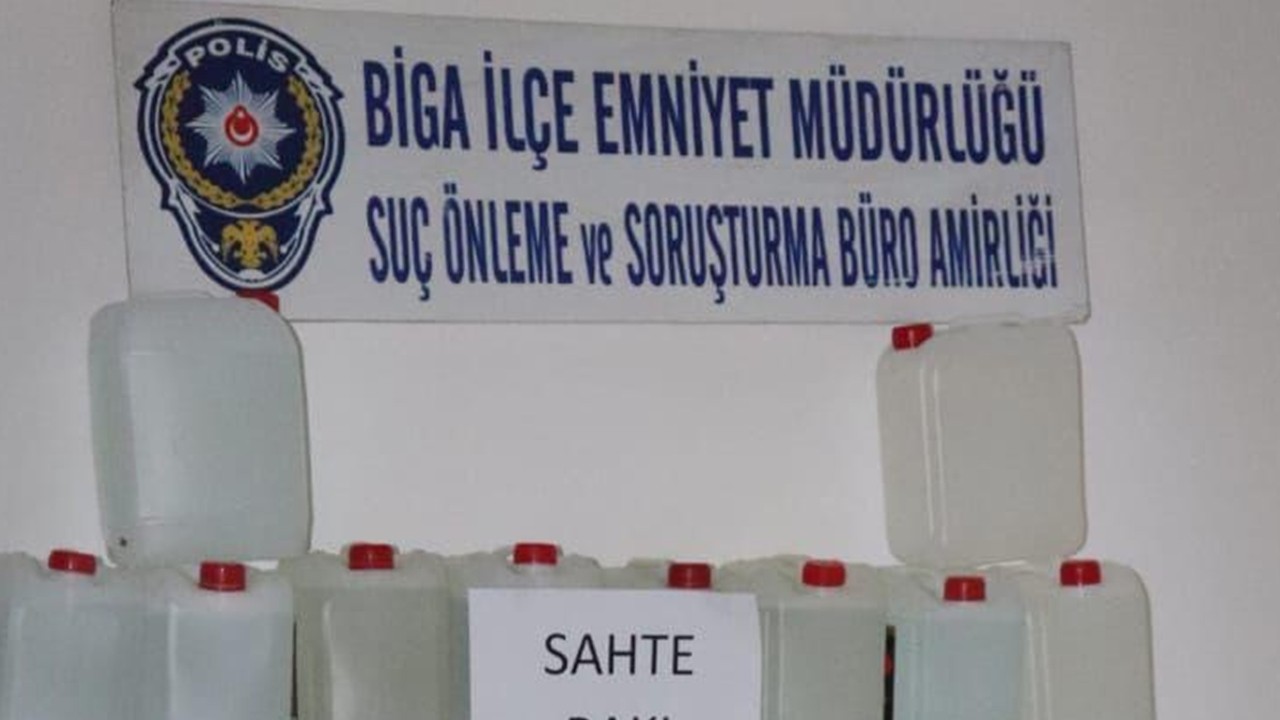 POLİS
BİGA İLÇE EMNİYET MÜDÜRLÜĞÜ
SUÇ ÖNLEME ve SORUŞTURMA BÜRO AMİRLİĞİ
SAHTE